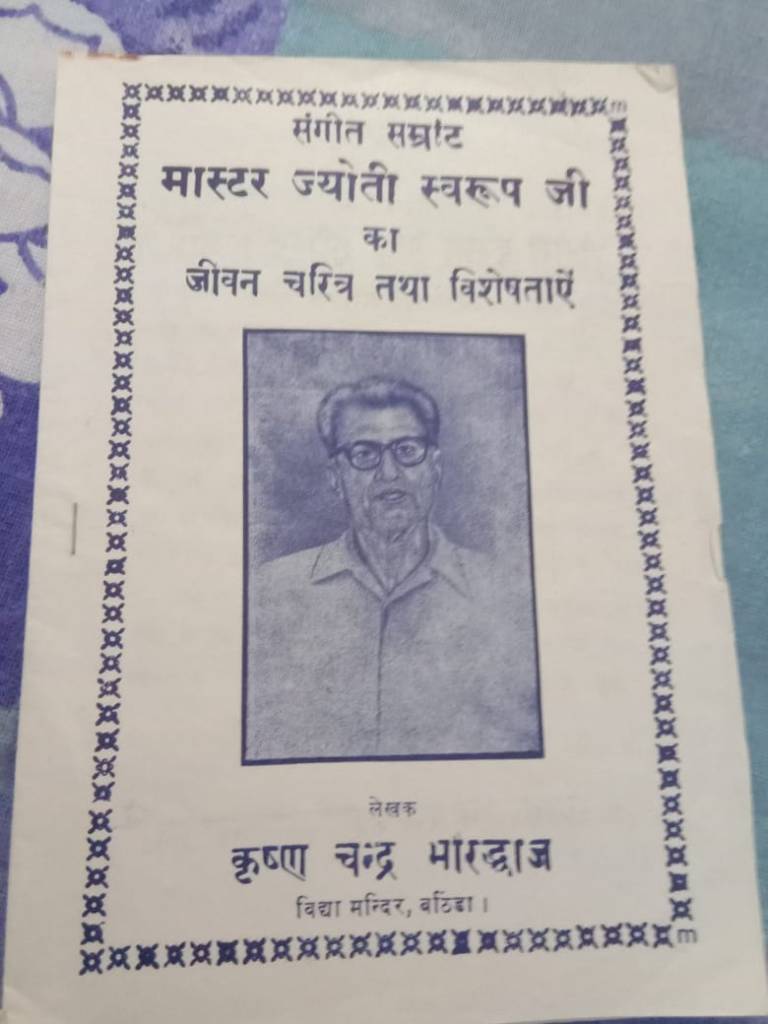 संगीत सम्राट
मास्टर ज्योती स्वरूप जी
का
जीवन चरित्र तथा विशेषताऐं
लेखक
कृष्ण चन्द्र भारद्वाज
विद्या मन्दिर, बठिंडा।